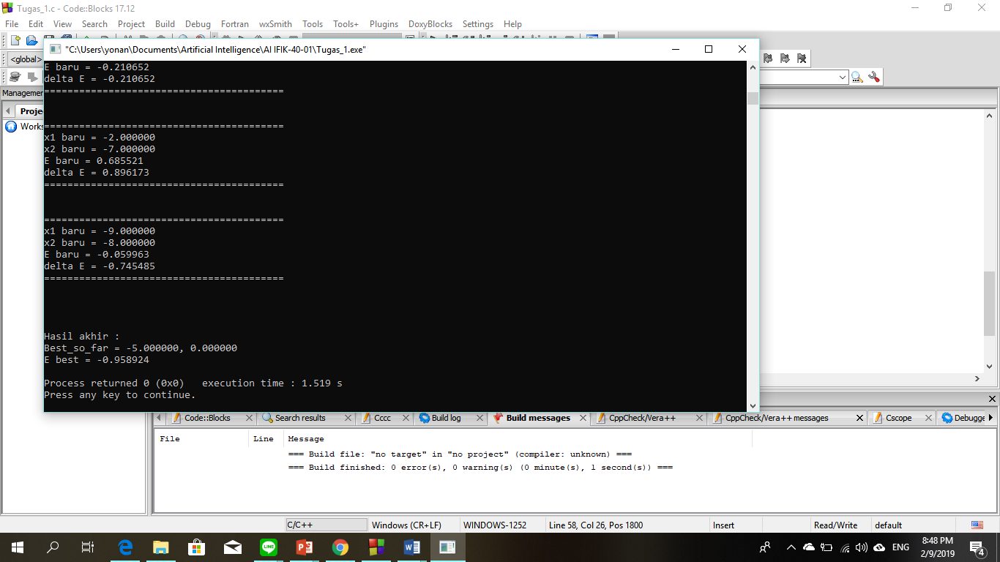 Tugas_1.c - Code::Blocks 17.12
File Edit View Search Project Build Debug Fortran wxSmith Tools Tools+ Plugins DoxyBlocks Settings Help
"C:\Users\yonan\Documents\Artificial Intelligence\AI IFIK-40-01\Tugas_1.exe"
<global>
E baru = -0.210652
delta E = -0.210652
=========================================
Managemen
Proje
Works
=========================================
x1 baru = -2.000000
x2 baru = -7.000000
E baru = 0.685521
delta E = 0.896173
=========================================
=========================================
x1 baru = -9.000000
x2 baru = -8.000000
E baru = -0.059963
delta E = -0.745485
=========================================
Hasil akhir :
Best_so_far = -5.000000, 0.000000
E best = -0.958924
Process returned 0 (0x0)   execution time : 1.519 s
Press any key to continue.
Code::Blocks Search results Cccc Build log Build messages CppCheck/Vera++ CppCheck/Vera++ messages Cscope Debugge
File Line Message
=== Build file: "no target" in "no project" (compiler: unknown) ===
=== Build finished: 0 error(s), 0 warning(s) (0 minute(s), 1 second(s)) ===
C/C++ Windows (CR+LF) WINDOWS-1252 Line 58, Col 26, Pos 1800 Insert Read/Write default
LINE
ENG
8:48 PM
2/9/2019
4